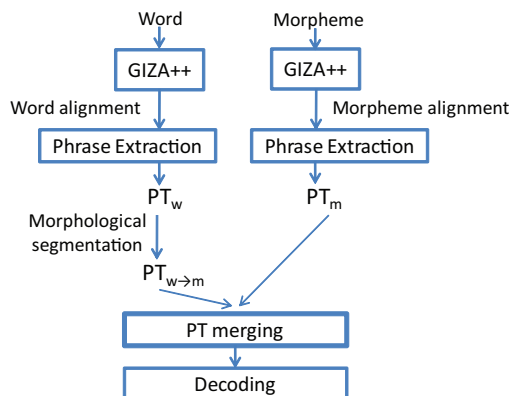 Word
Morpheme
GIZA++
GIZA++
Word alignment
Morpheme alignment
Phrase Extraction
Phrase Extraction
PTw
PTm
Morphological
segmentation
PTw→m
PT merging
Decoding